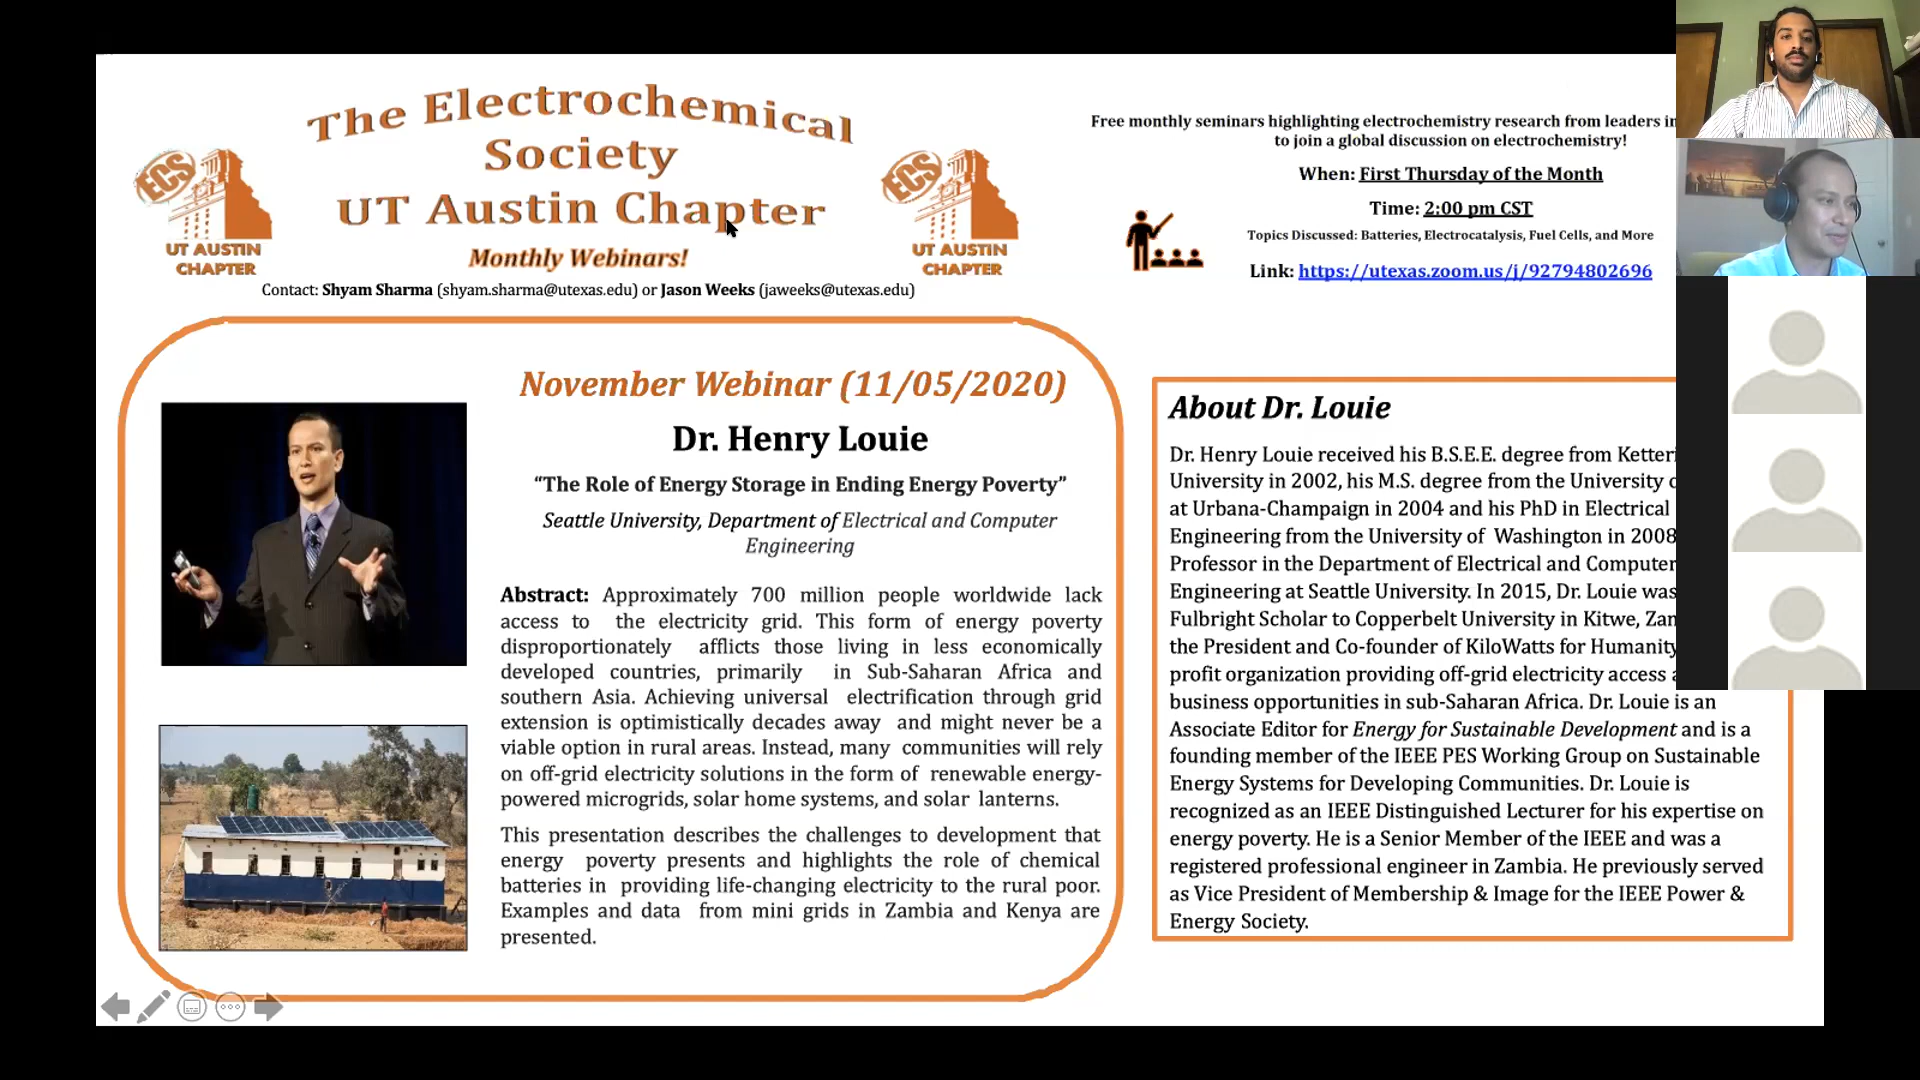 The Electrochemical
Society
UT Austin Chapter
Monthly Webinars!
ECS
UT AUSTIN
CHAPTER
ECS
UT AUSTIN
CHAPTER
Contact: Shyam Sharma (shyam.sharma@utexas.edu) or Jason Weeks (jaweeks@utexas.edu)
Free monthly seminars highlighting electrochemistry research from leaders in
to join a global discussion on electrochemistry!
When: First Thursday of the Month
Time: 2:00 pm CST
Topics Discussed: Batteries, Electrocatalysis, Fuel Cells, and More
Link: https://utexas.zoom.us/j/92794802696
November Webinar (11/05/2020)
Dr. Henry Louie
“The Role of Energy Storage in Ending Energy Poverty”
Seattle University, Department of Electrical and Computer
Engineering
Abstract: Approximately 700 million people worldwide lack
access to the electricity grid. This form of energy poverty
disproportionately afflicts those living in less economically
developed countries, primarily in Sub-Saharan Africa and
southern Asia. Achieving universal electrification through grid
extension is optimistically decades away and might never be a
viable option in rural areas. Instead, many communities will rely
on off-grid electricity solutions in the form of renewable energy-
powered microgrids, solar home systems, and solar lanterns.
This presentation describes the challenges to development that
energy poverty presents and highlights the role of chemical
batteries in providing life-changing electricity to the rural poor.
Examples and data from mini grids in Zambia and Kenya are
presented.
About Dr. Louie
Dr. Henry Louie received his B.S.E.E. degree from Ketteri
University in 2002, his M.S. degree from the University
at Urbana-Champaign in 2004 and his PhD in Electrical
Engineering from the University of Washington in 2008
Professor in the Department of Electrical and Computer
Engineering at Seattle University. In 2015, Dr. Louie was
Fulbright Scholar to Copperbelt University in Kitwe, Zam
the President and Co-founder of KiloWatts for Humanity
profit organization providing off-grid electricity access
business opportunities in sub-Saharan Africa. Dr. Louie is an
Associate Editor for Energy for Sustainable Development and is a
founding member of the IEEE PES Working Group on Sustainable
Energy Systems for Developing Communities. Dr. Louie is
recognized as an IEEE Distinguished Lecturer for his expertise on
energy poverty. He is a Senior Member of the IEEE and was a
registered professional engineer in Zambia. He previously served
as Vice President of Membership & Image for the IEEE Power &
Energy Society.